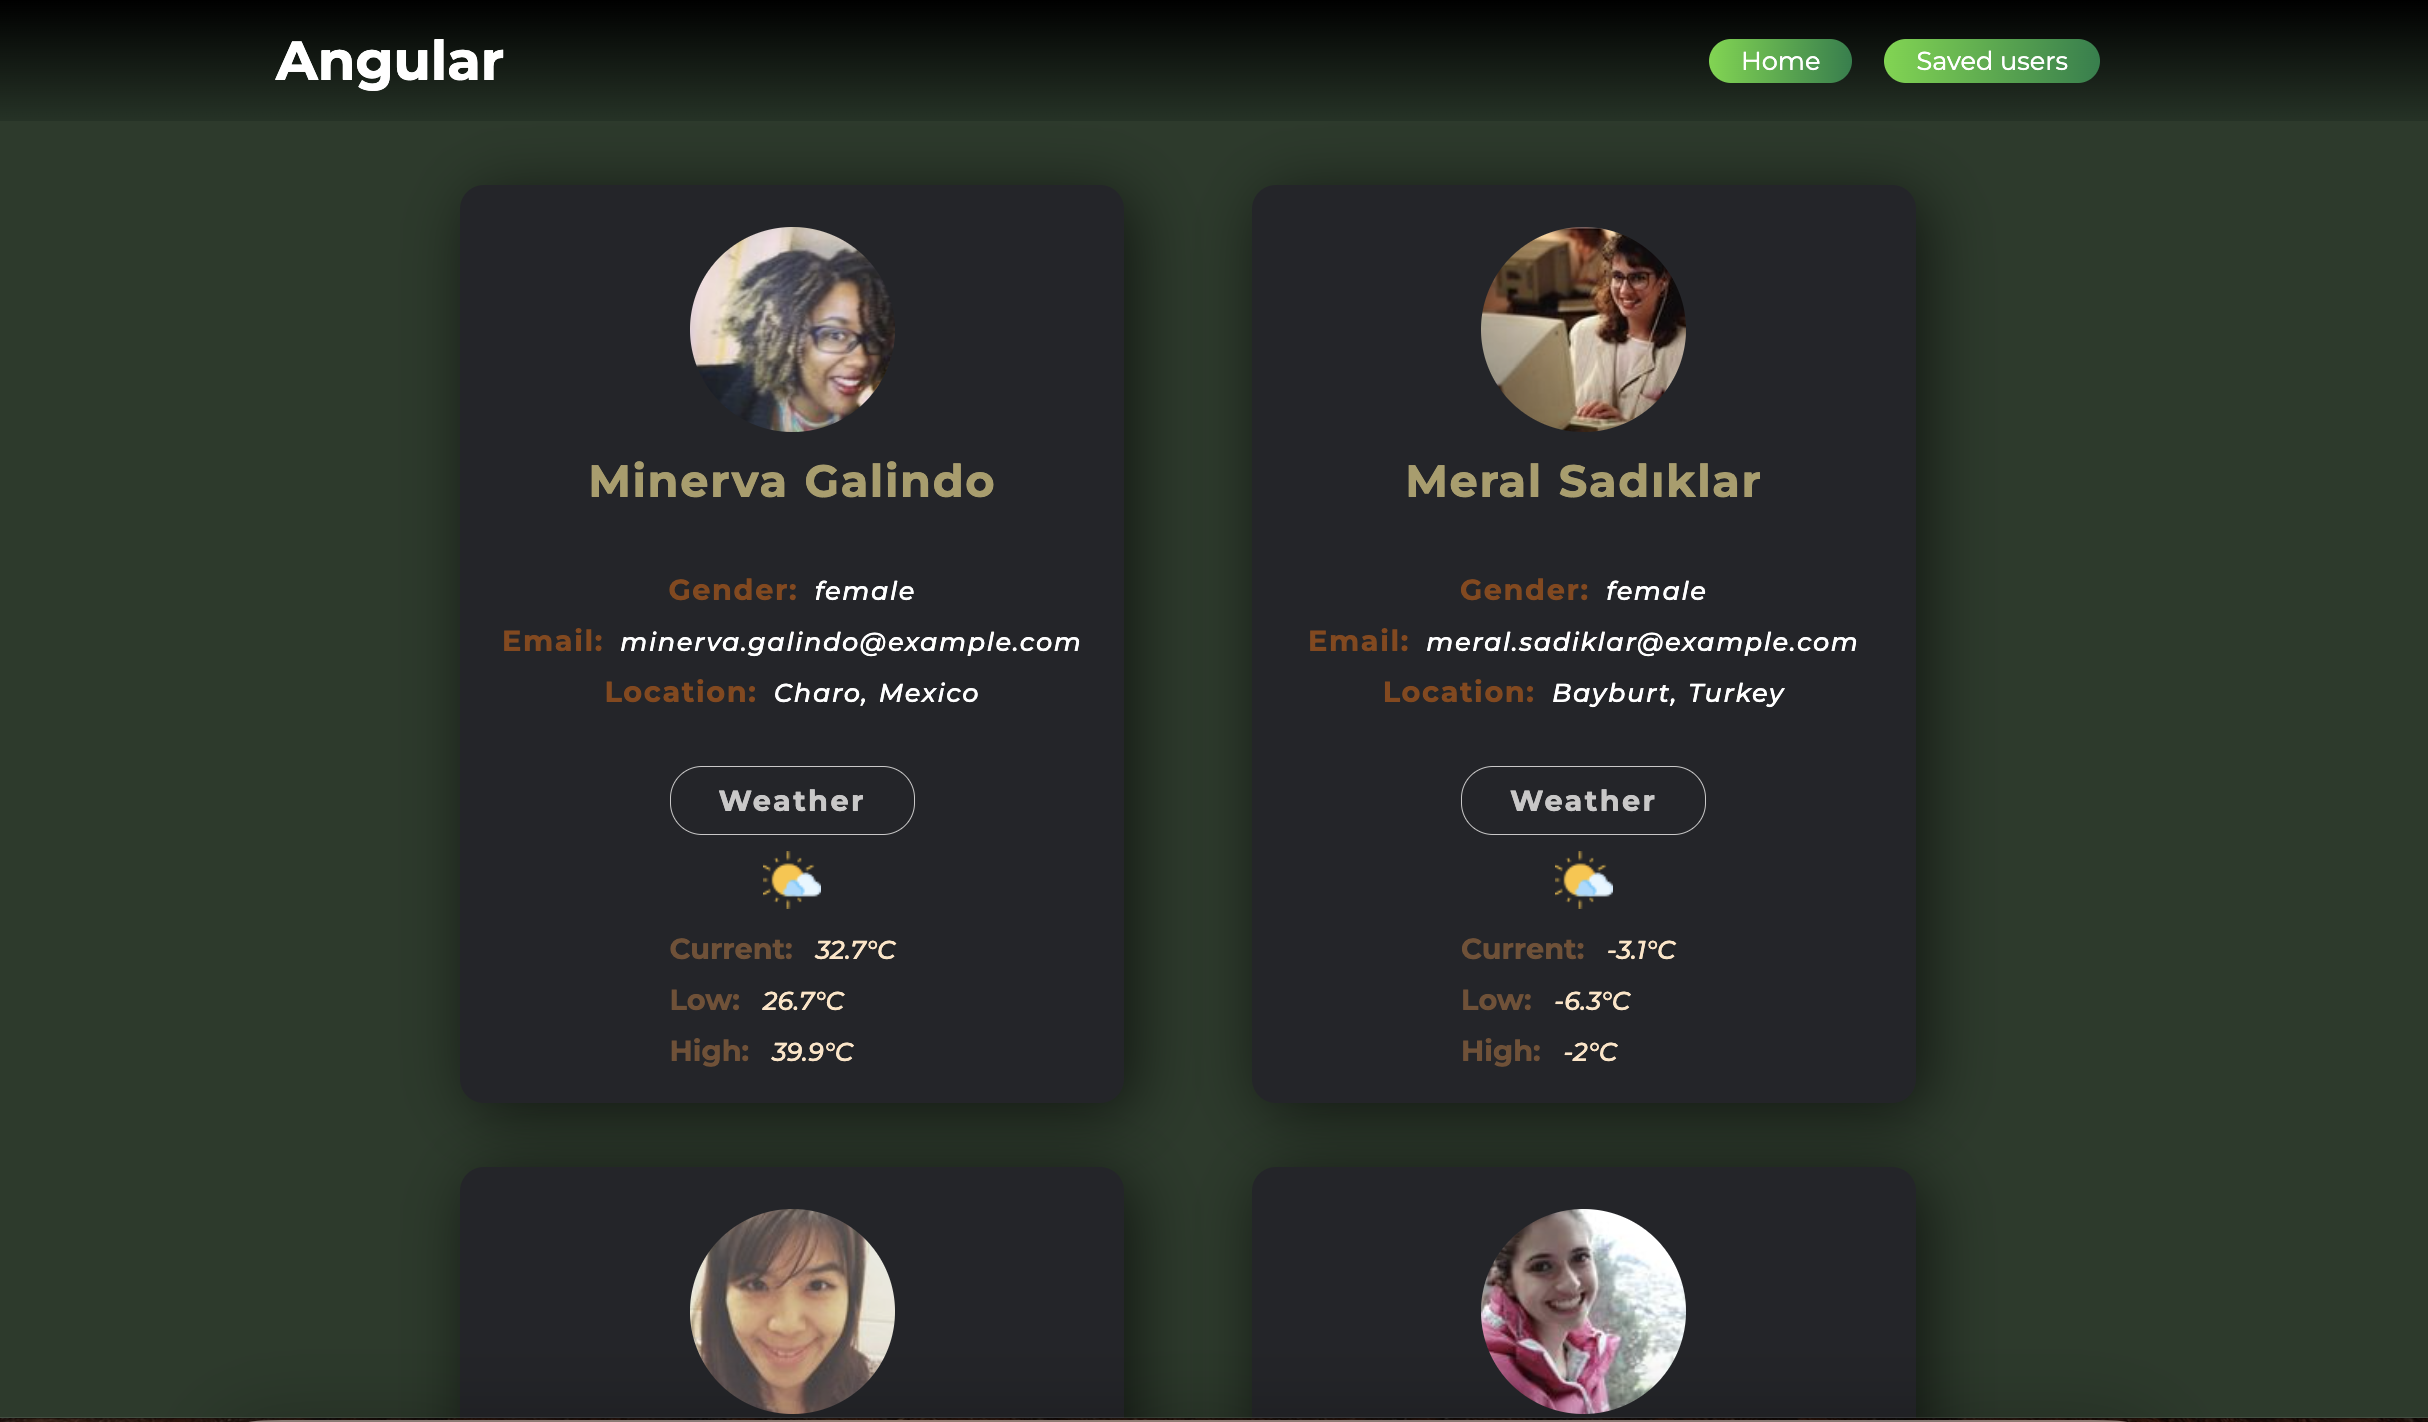 Angular
Home
Saved users
Minerva Galindo
Gender: female
Email: minerva.galindo@example.com
Location: Charo, Mexico
Weather
Current: 32.7°C
Low: 26.7°C
High: 39.9°C
Meral Sadıklar
Gender: female
Email: meral.sadiklar@example.com
Location: Bayburt, Turkey
Weather
Current: -3.1°C
Low: -6.3°C
High: -2°C